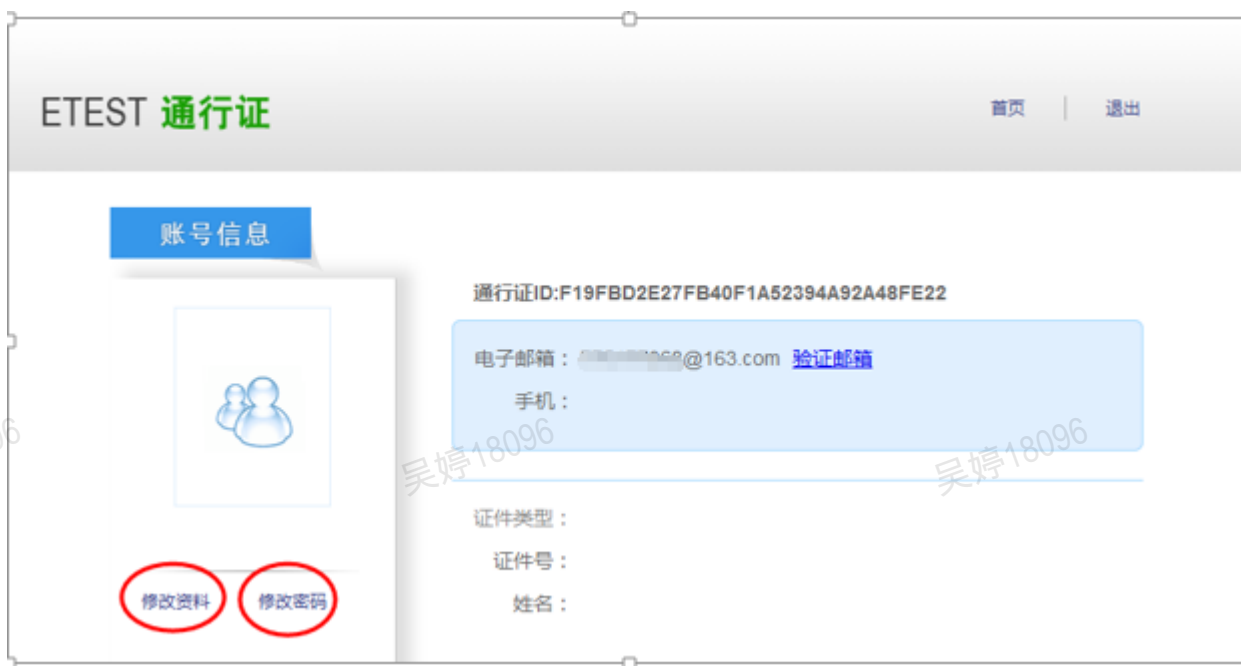 ETEST 通行证
首页 | 退出
账号信息
通行证ID:F19FBD2E27FB40F1A52394A92A48FE22
电子邮箱： @163.com 验证邮箱
手机：
吴婷18096
吴婷18096
证件类型：
证件号：
姓名：
修改资料 修改密码